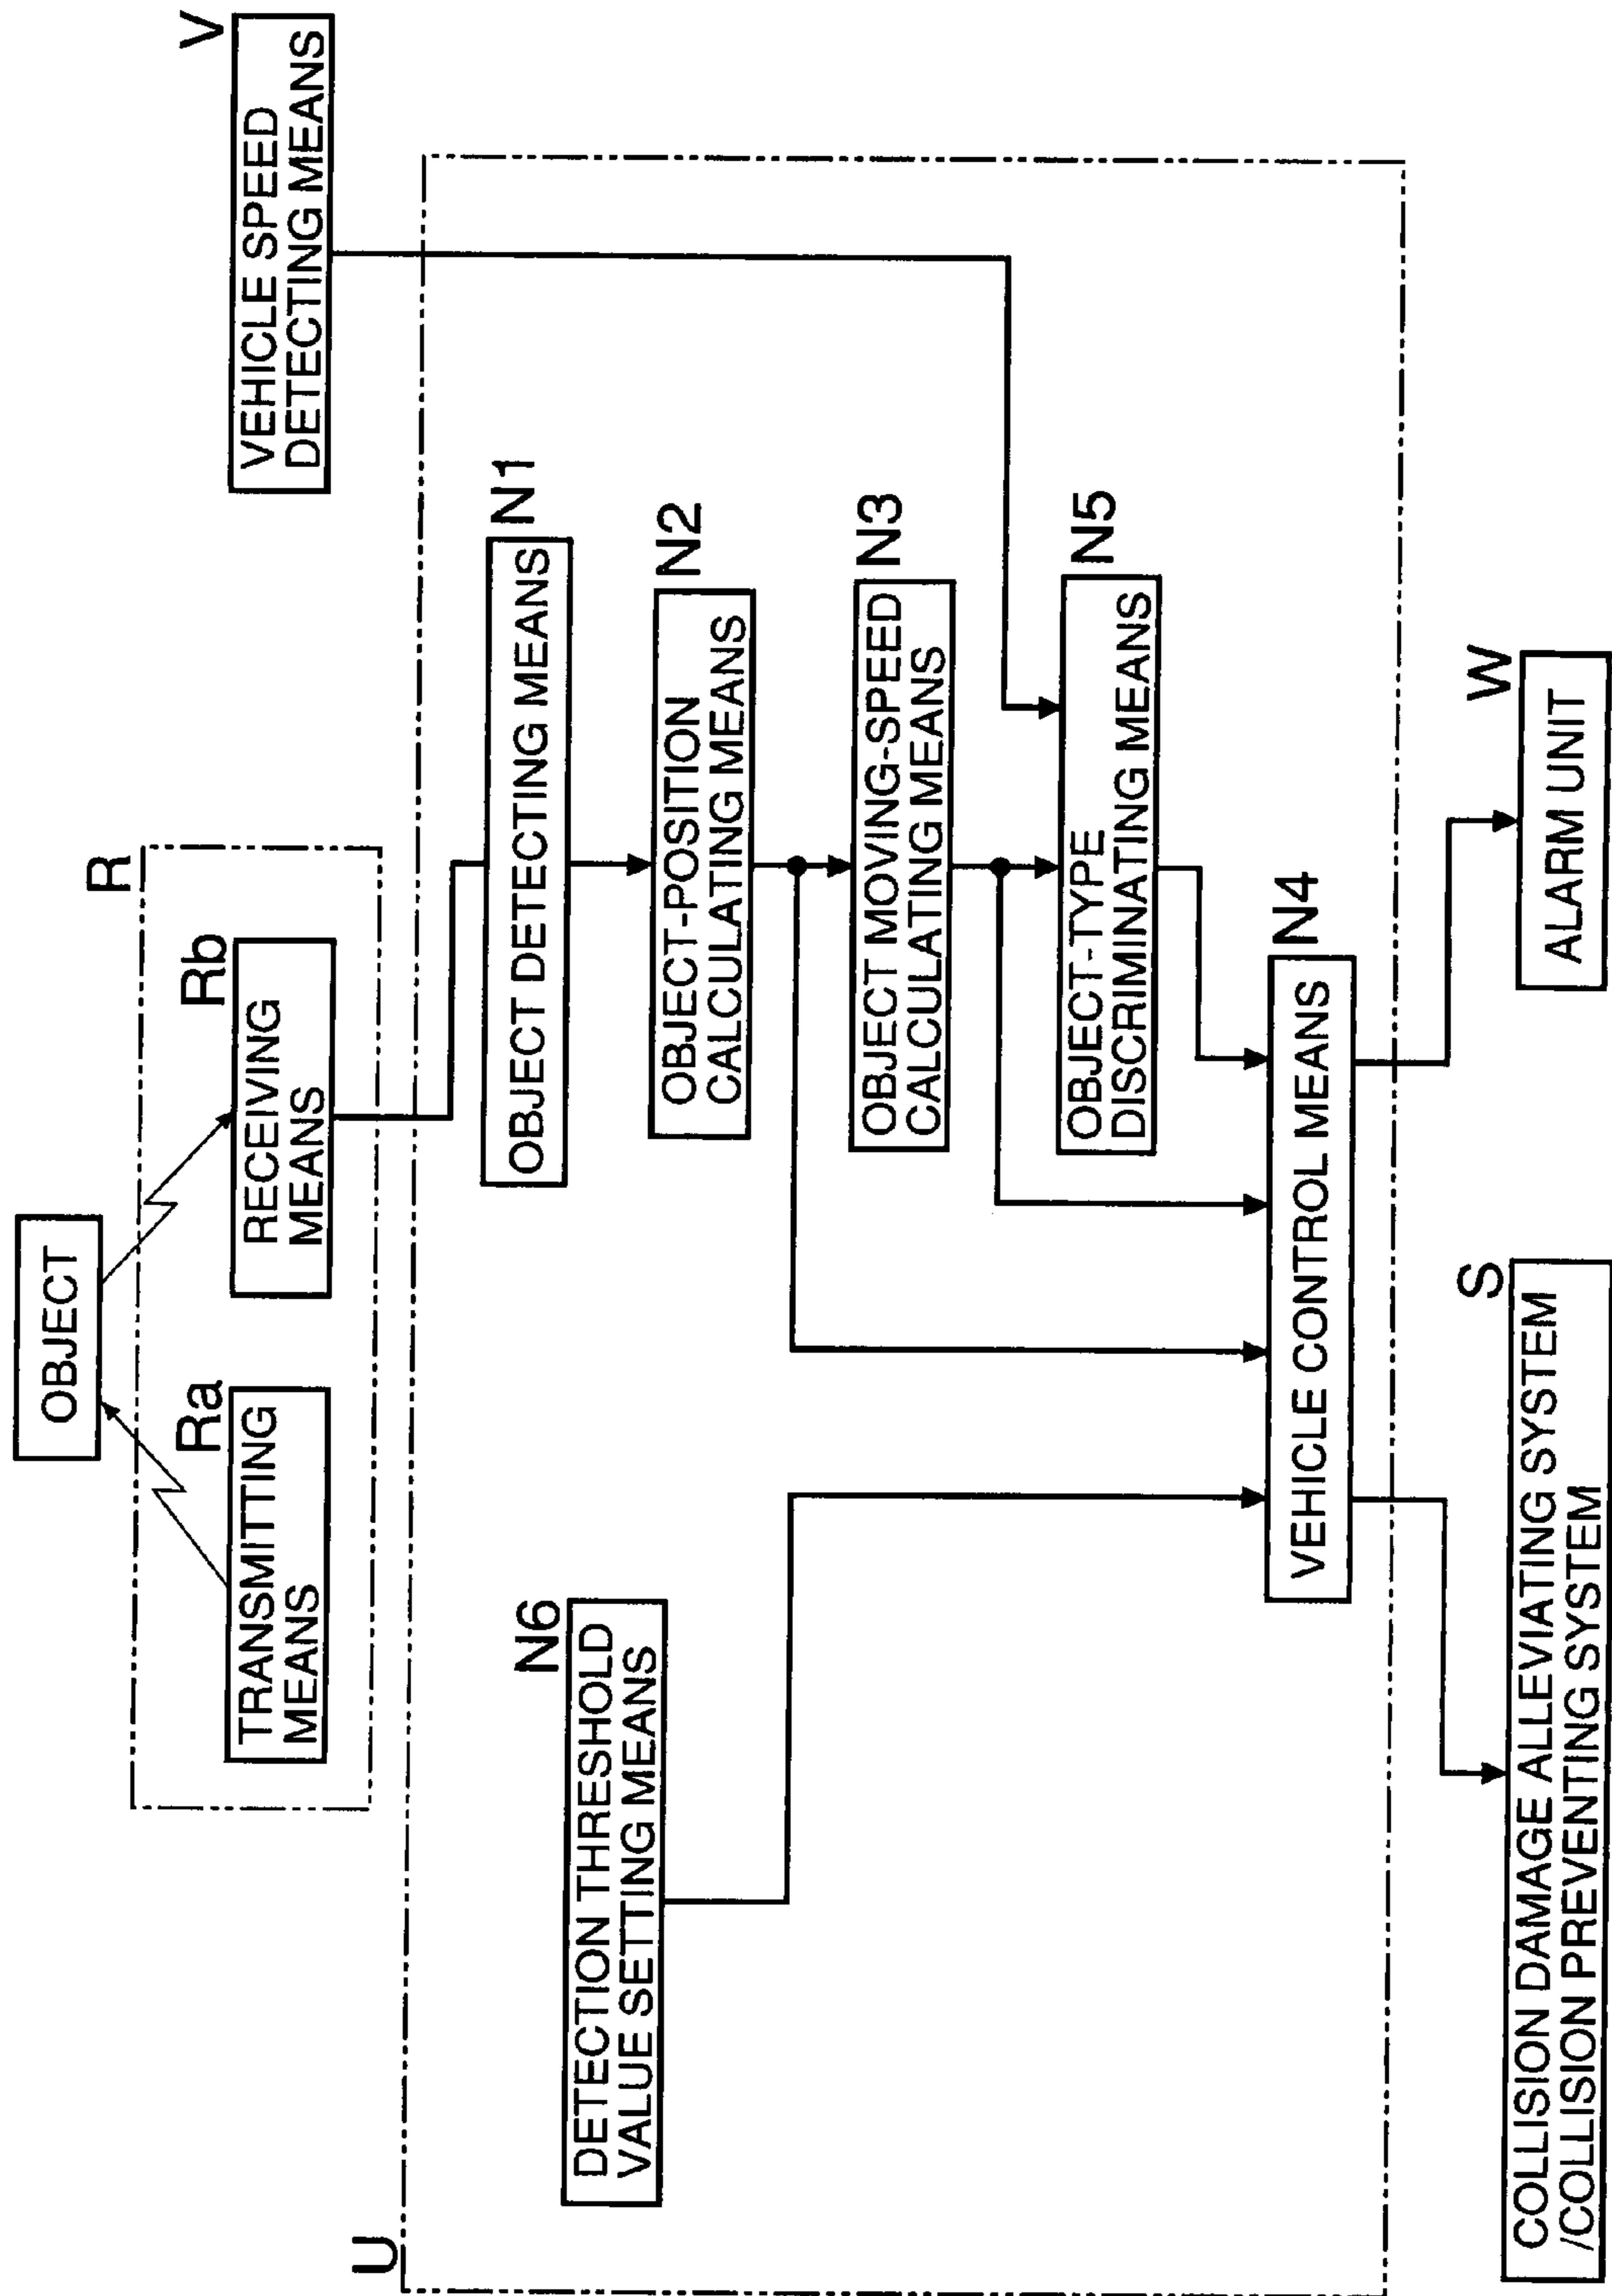 OBJECT
R
Ra
TRANSMITTING
MEANS
Rb
RECEIVING
MEANS
V
VEHICLE SPEED
DETECTING MEANS
U
N1
OBJECT DETECTING MEANS
N6
DETECTION THRESHOLD
VALUE SETTING MEANS
N2
OBJECT-POSITION
CALCULATING MEANS
N3
OBJECT MOVING-SPEED
CALCULATING MEANS
N5
OBJECT-TYPE
DISCRIMINATING MEANS
N4
VEHICLE CONTROL MEANS
S
COLLISION DAMAGE ALLEVIATING SYSTEM
/COLLISION PREVENTING SYSTEM
W
ALARM UNIT